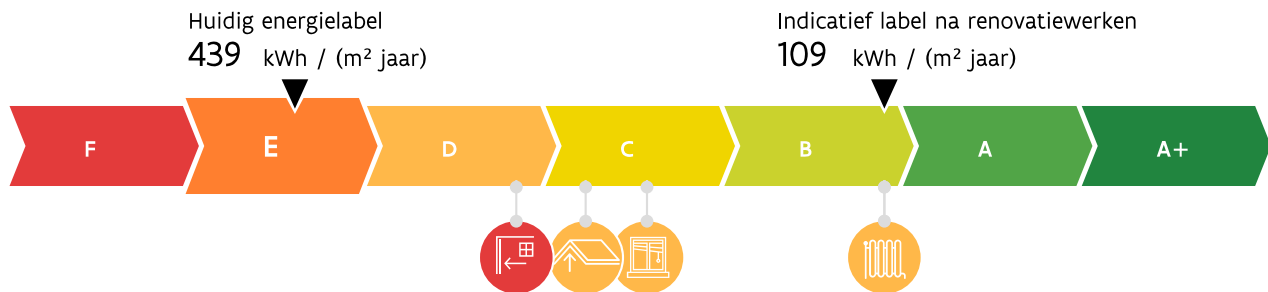 Huidig energielabel
439 kWh / (m² jaar)
Indicatief label na renovatiewerken
109 kWh / (m² jaar)
F E D C B A A+